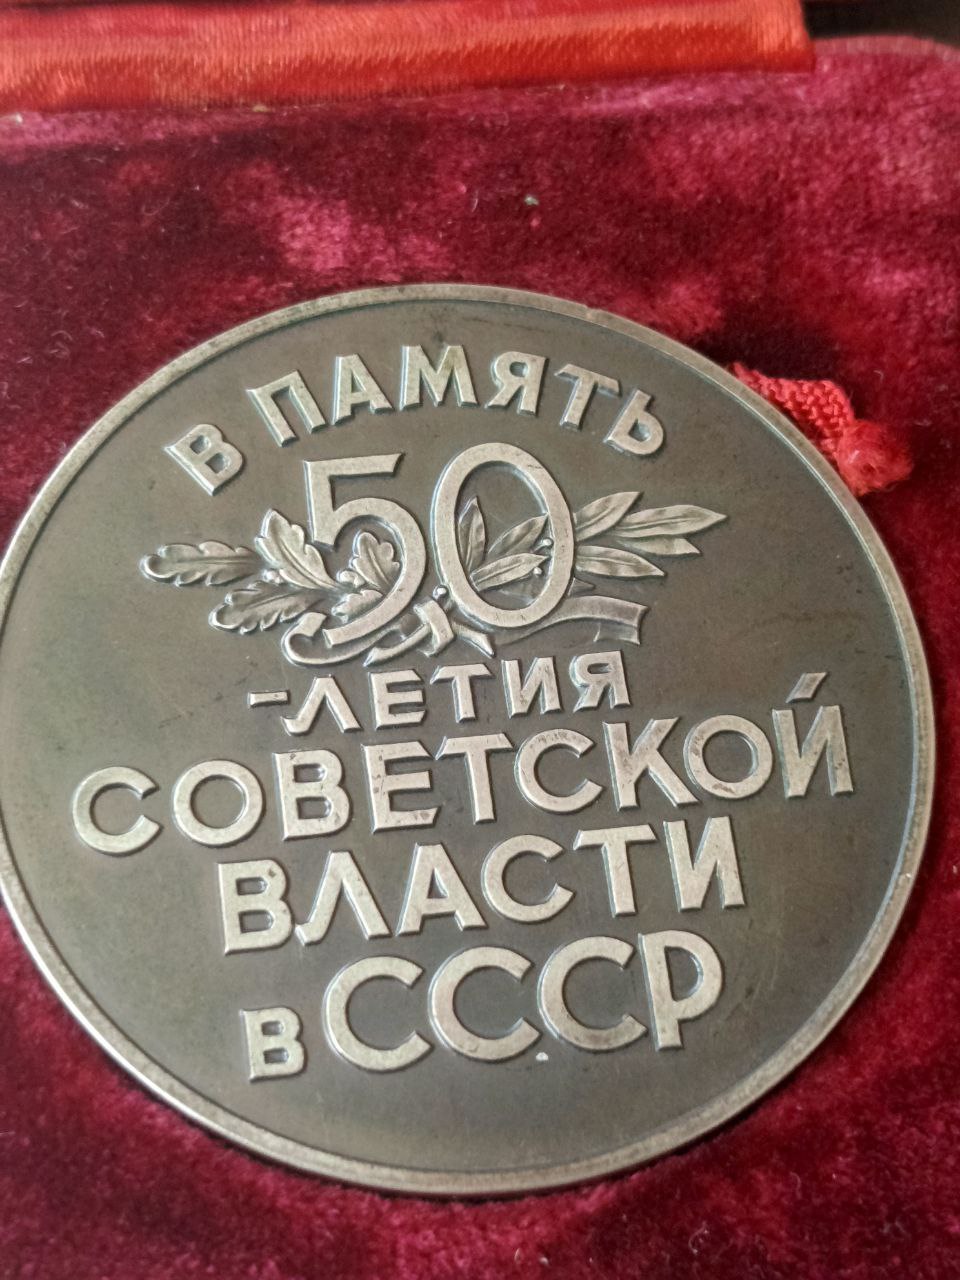 В ПАМЯТЬ
50
-ЛЕТИЯ
СОВЕТСКОЙ
ВЛАСТИ
в СССР